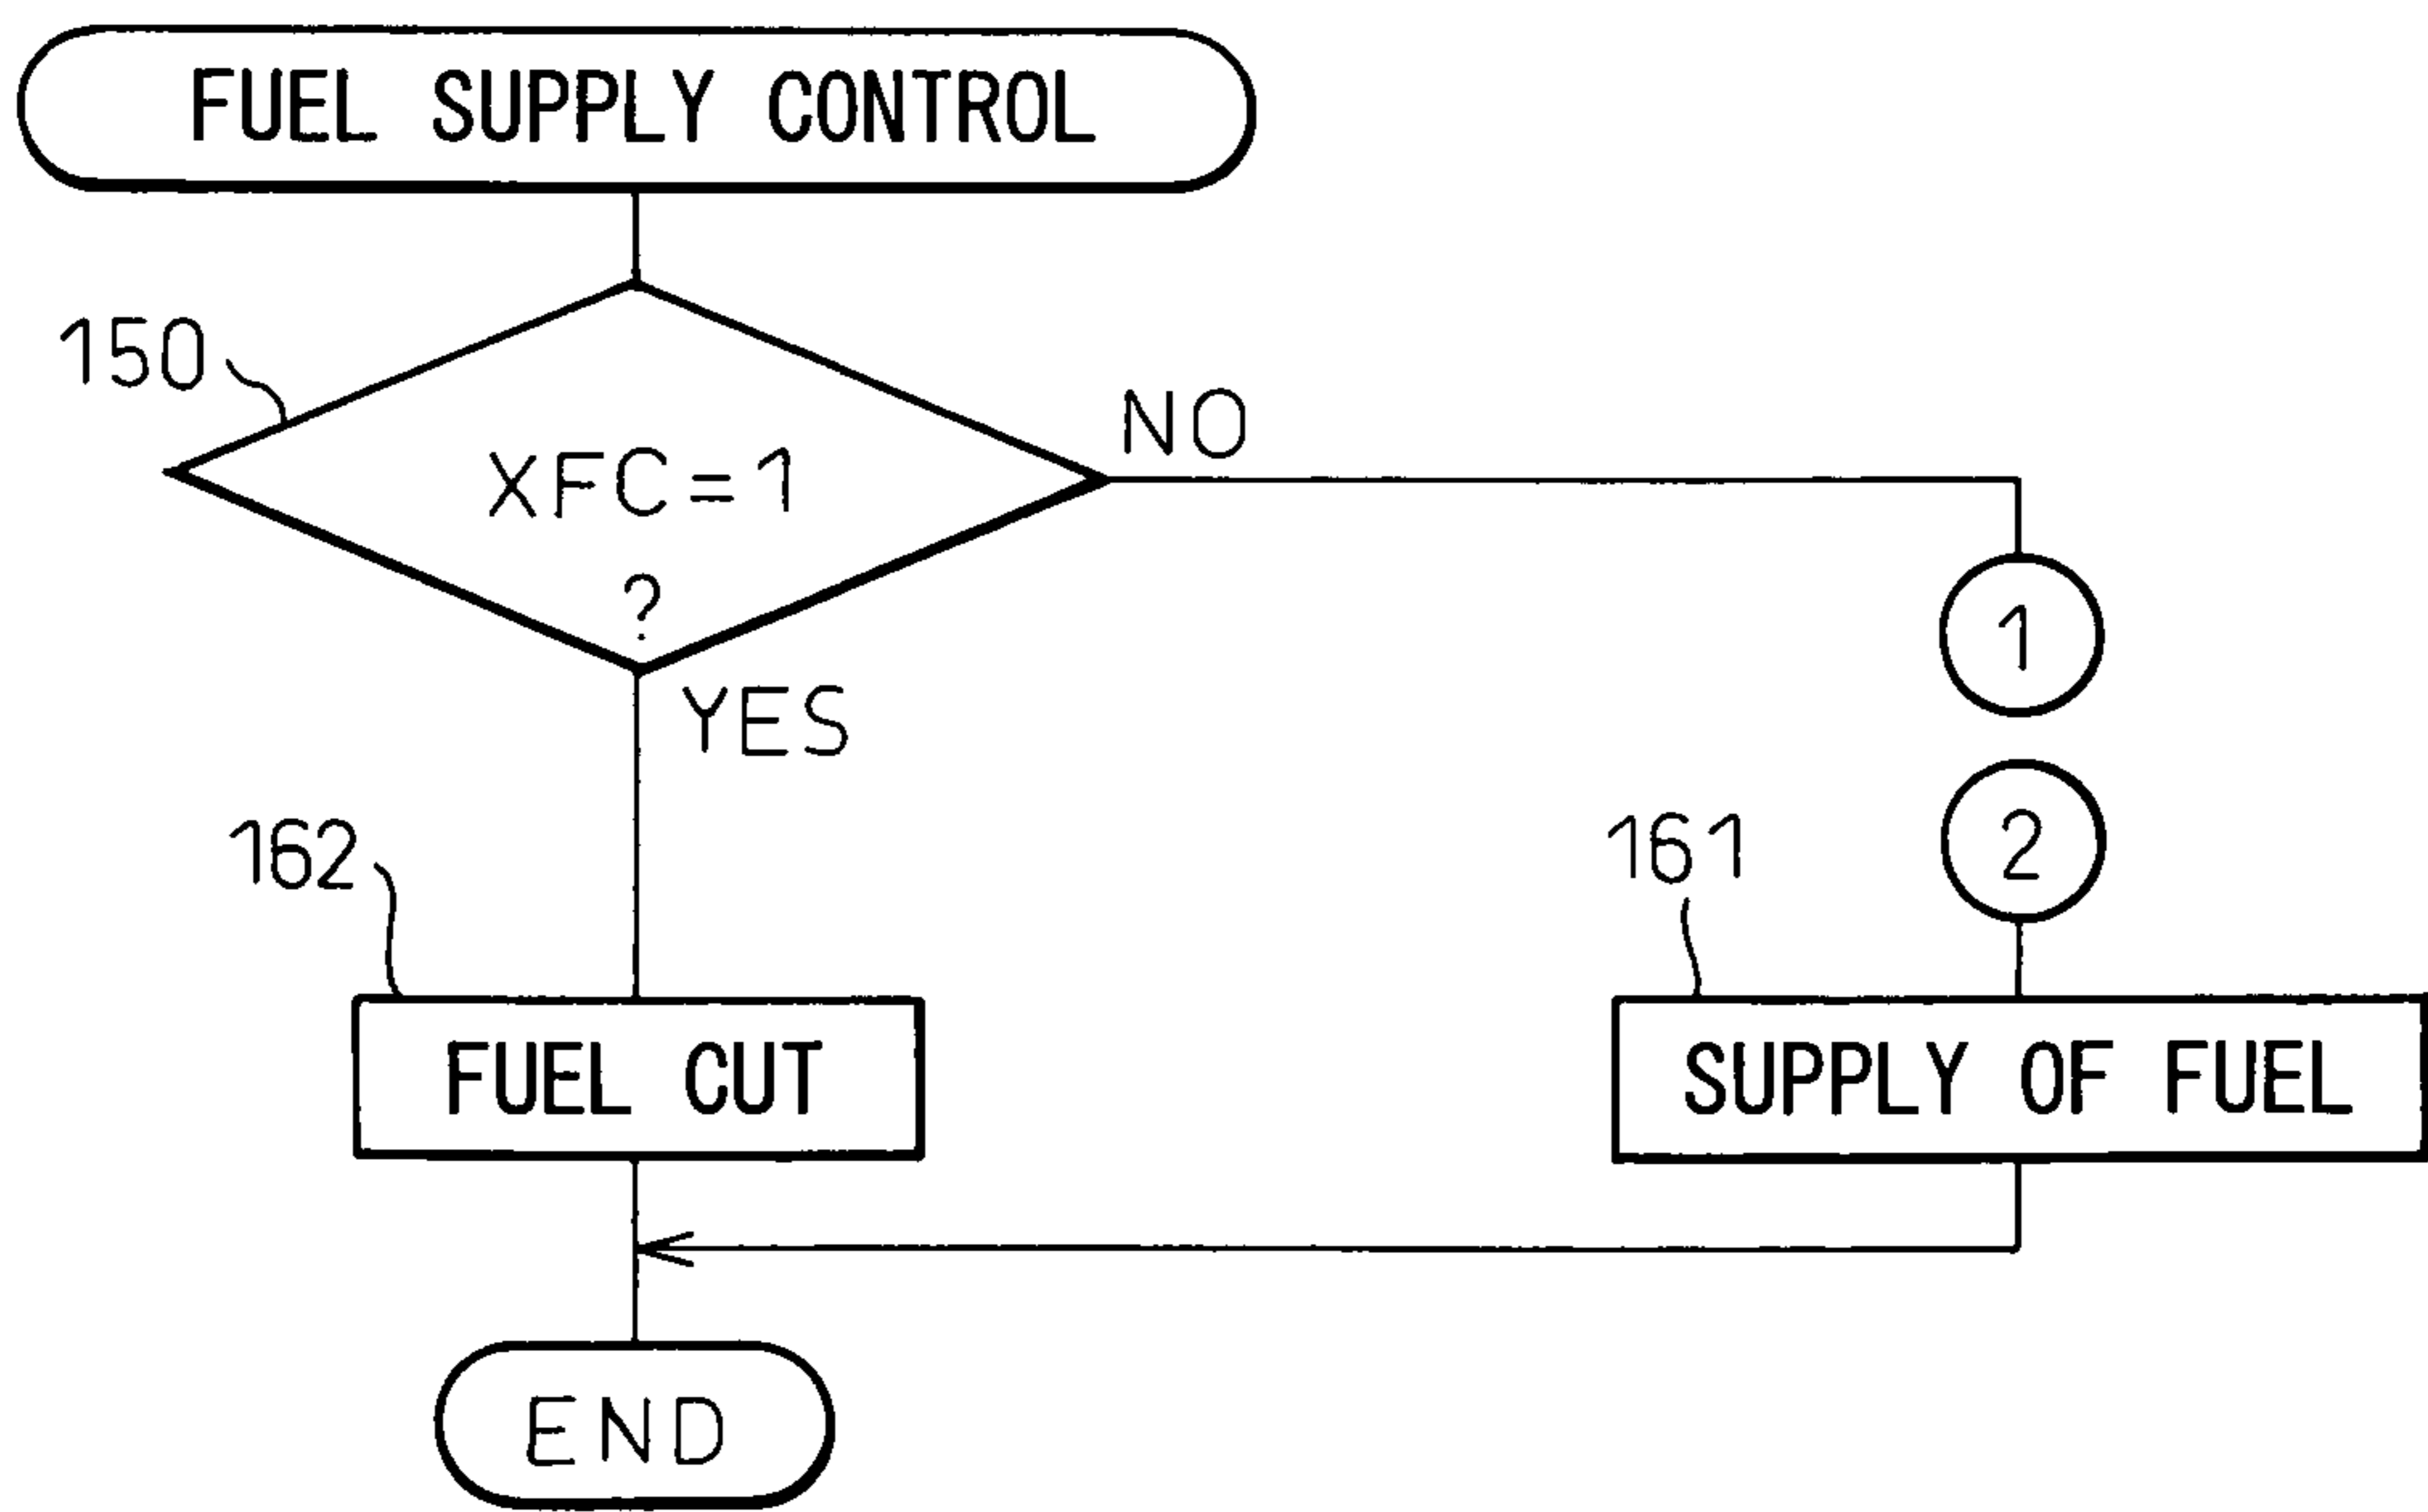 FUEL SUPPLY CONTROL
150
NO
XFC=1
?
YES
1
2
162
161
FUEL CUT
SUPPLY OF FUEL
END